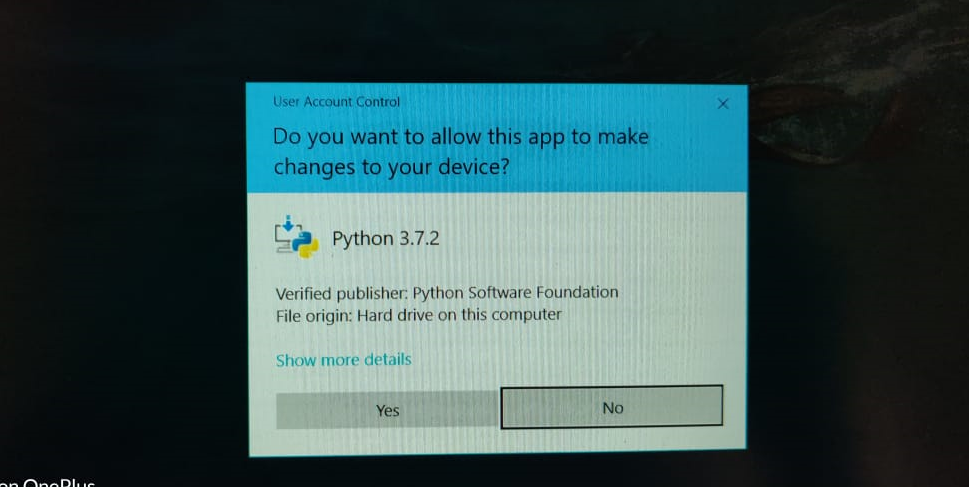 User Account Control
Do you want to allow this app to make
changes to your device?
Python 3.7.2
Verified publisher: Python Software Foundation
File origin: Hard drive on this computer
Show more details
Yes
No
on OnePlus